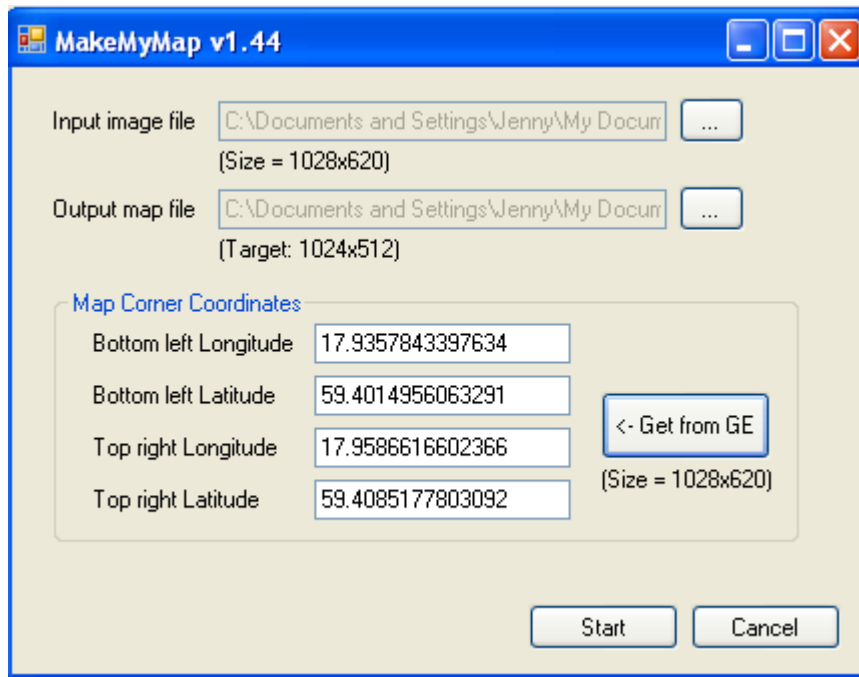 MakeMyMap v1.44
Input image file C:\Documents and Settings\Jenny\My Docum ...
(Size = 1028x620)
Output map file C:\Documents and Settings\Jenny\My Docum ...
(Target: 1024x512)
Map Corner Coordinates
Bottom left Longitude 17.9357843397634
Bottom left Latitude 59.4014956063291
<- Get from GE
Top right Longitude 17.9586616602366
(Size = 1028x620)
Top right Latitude 59.4085177803092
Start Cancel